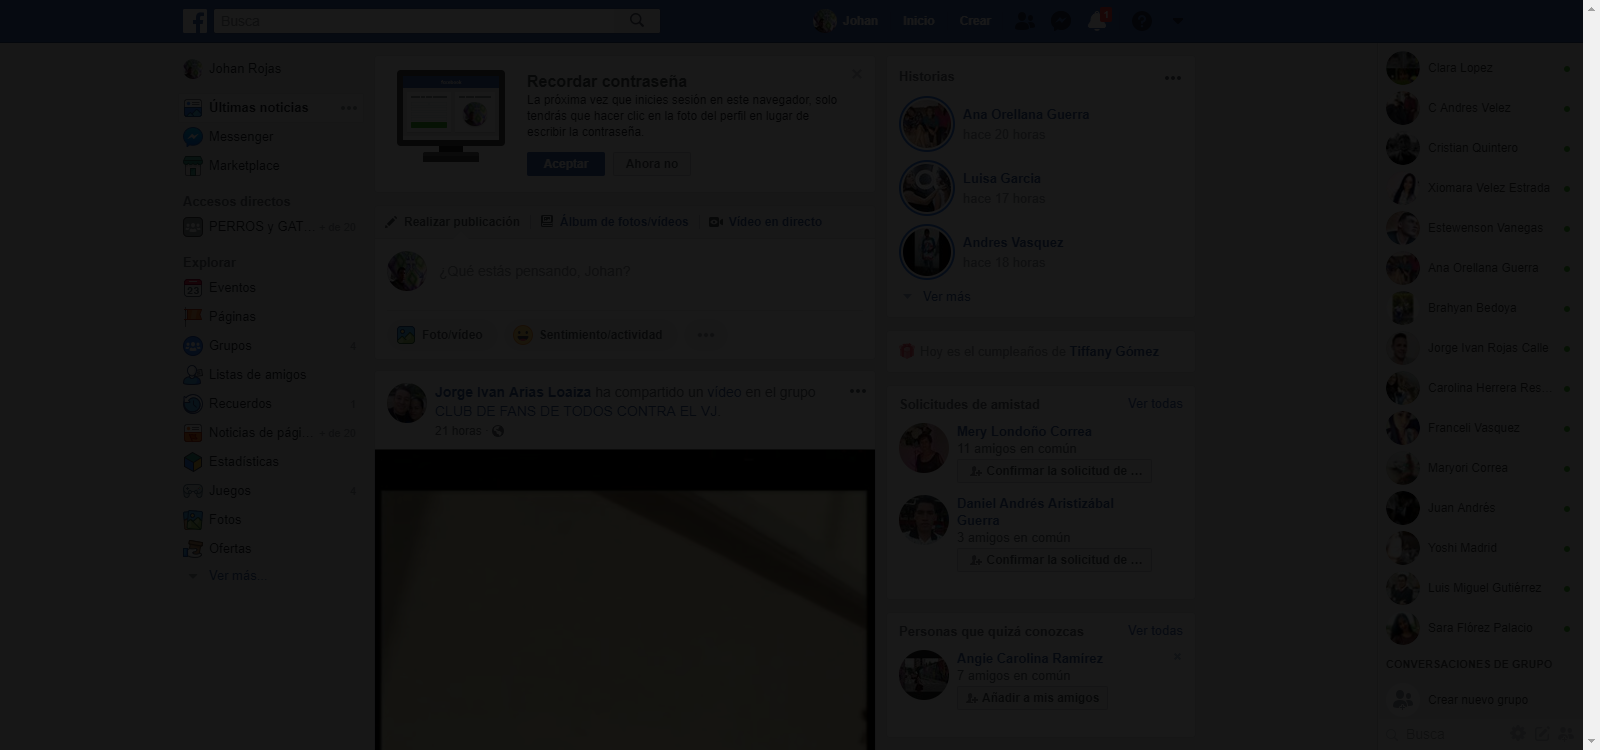 Busca
Johan
Inicio
Crear
Johan Rojas
Últimas noticias
Messenger
Marketplace
Accesos directos
PERROS y GAT...
Explorar
Eventos
23
Páginas
Grupos
Listas de amigos
Recuerdos
Noticias de pági...
Estadísticas
Juegos
Fotos
Ofertas
Ver más...
Recordar contraseña
La próxima vez que inicies sesión en este navegador, solo
tendrás que hacer clic en la foto del perfil en lugar de
escribir la contraseña.
Aceptar
Ahora no
Realizar publicación
Álbum de fotos/vídeos
Vídeo en directo
¿Qué estás pensando, Johan?
Foto/vídeo
Sentimiento/actividad
Jorge Ivan Arias Loaiza ha compartido un vídeo en el grupo
CLUB DE FANS DE TODOS CONTRA EL VJ.
21 horas ·
Historias
Ana Orellana Guerra
hace 20 horas
Luisa García
hace 17 horas
Andres Vasquez
hace 18 horas
Ver más
Hoy es el cumpleaños de Tiffany Gómez
Solicitudes de amistad
Ver todas
Mery Londoño Correa
11 amigos en común
Confirmar la solicitud de ...
Daniel Andrés Aristizábal
Guerra
3 amigos en común
Confirmar la solicitud de ...
Personas que quizá conozcas
Ver todas
Angie Carolina Ramirez
7 amigos en común
Añadir a mis amigos
Ciara Lopez
C Andres Velez
Cristian Quintero
Xiomara Velez Estrada
Estewenson Vanegas
Ana Orellana Guerra
Brahyan Bedoya
Jorge Ivan Rojas Calle
Carolina Herrera Res...
Franceli Vasquez
Maryori Correa
Juan Andrés
Yoshi Madrid
Luis Miguel Gutiérrez
Sara Florez Palacio
CONVERSACIONES DE GRUPO
Crear nuevo grupo
Busca